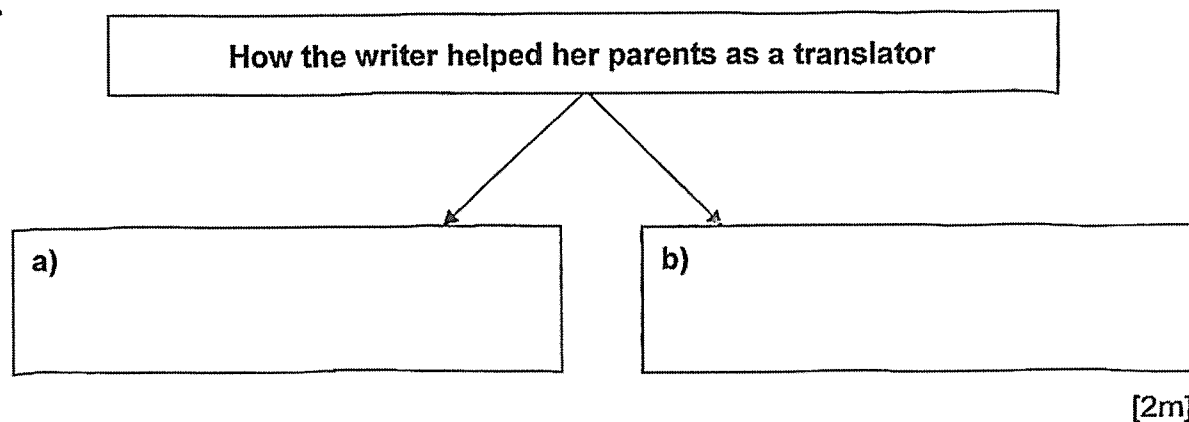 How the writer helped her parents as a translator
a)
b)
[2m]